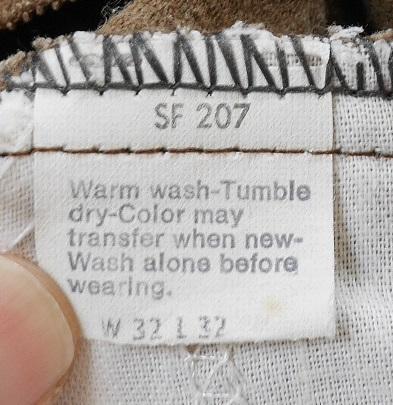 SF 207
Warm wash-Tumble
dry-Color may
transfer when new-
Wash alone before
wearing.
W 32 L 32